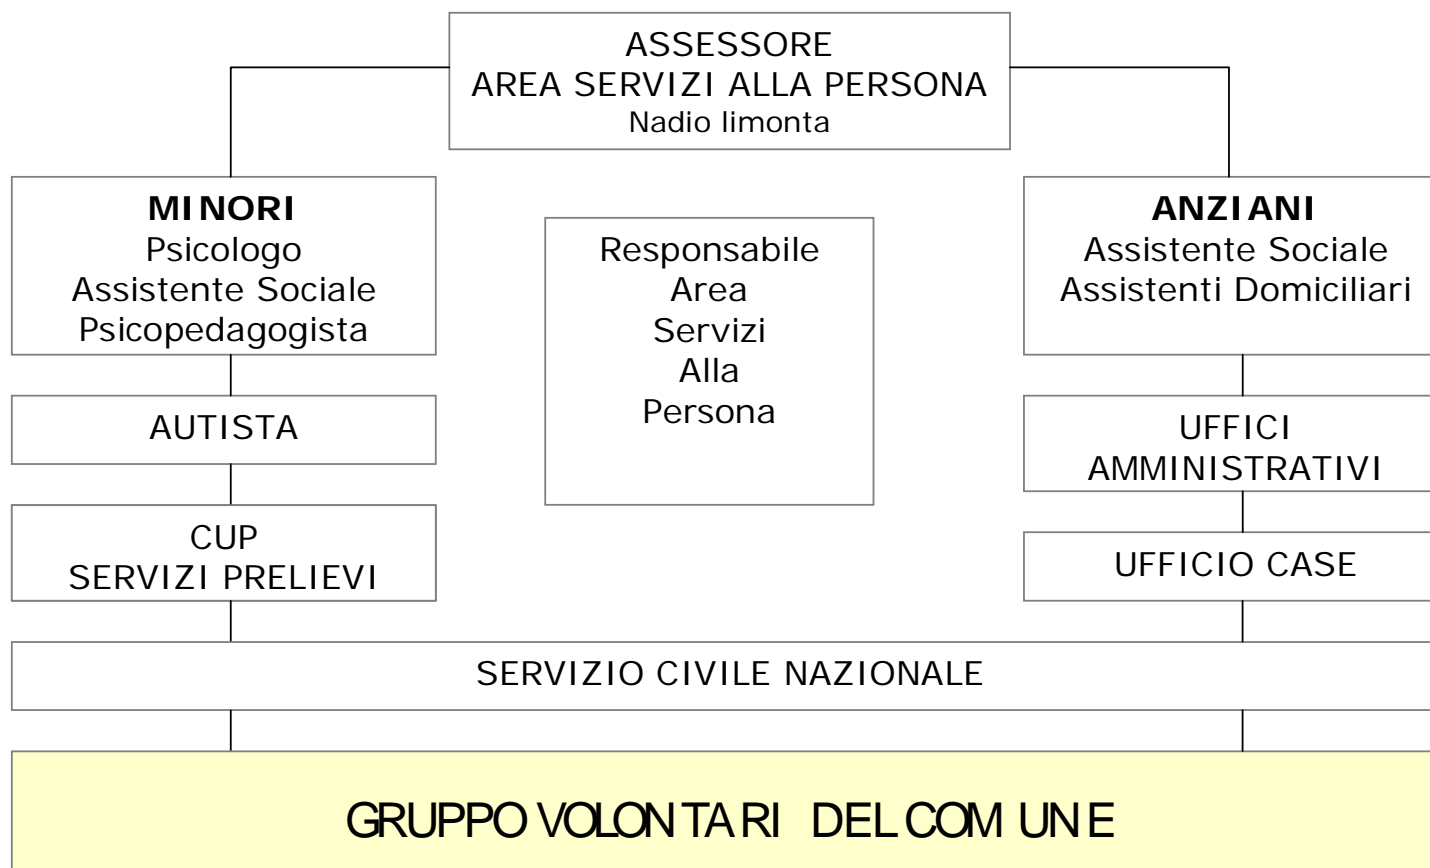 ASSESSORE
AREA SERVIZI ALLA PERSONA
Nadio limonta
MINORI
Psicologo
Assistente Sociale
Psicopedagogista
Responsabile
Area
Servizi
Alla
Persona
ANZIANI
Assistente Sociale
Assistenti Domiciliari
AUTISTA
UFFICI
AMMINISTRATIVI
CUP
SERVIZI PRELIEVI
UFFICIO CASE
SERVIZIO CIVILE NAZIONALE
GRUPPO VOLONTARI DEL COMUNE